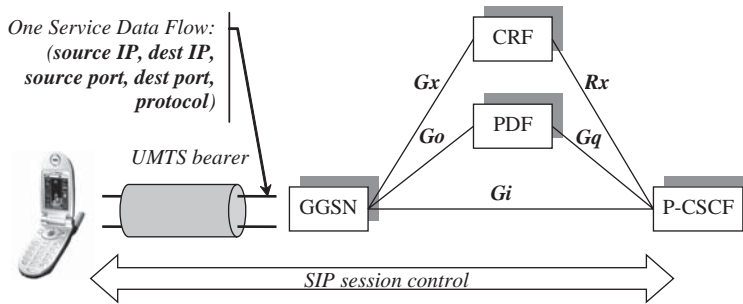 One Service Data Flow:
(source IP, dest IP,
source port, dest port,
protocol)
UMTS bearer
CRF
Gx
Rx
PDF
Go
Gq
GGSN
Gi
P-CSCF
SIP session control